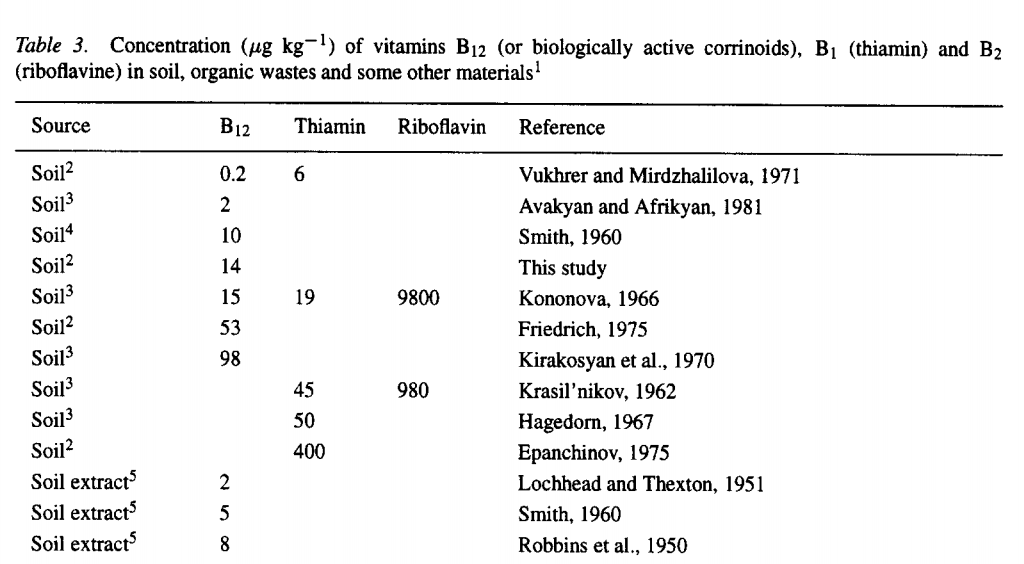 Table 3. Concentration (μg kg⁻¹) of vitamins B₁₂ (or biologically active corrinoids), B₁ (thiamin) and B₂
(riboflavine) in soil, organic wastes and some other materials¹
Source B₁₂ Thiamin Riboflavin Reference
Soil² 0.2 6 Vukhrer and Mirdzhalilova, 1971
Soil³ 2 Avakyan and Afrikyan, 1981
Soil⁴ 10 Smith, 1960
Soil² 14 This study
Soil³ 15 19 9800 Kononova, 1966
Soil² 53 Friedrich, 1975
Soil³ 98 Kirakosyan et al., 1970
Soil³ 45 980 Krasil'nikov, 1962
Soil³ 50 Hagedorn, 1967
Soil² 400 Epanchinov, 1975
Soil extract⁵ 2 Lochhead and Thexton, 1951
Soil extract⁵ 5 Smith, 1960
Soil extract⁵ 8 Robbins et al., 1950